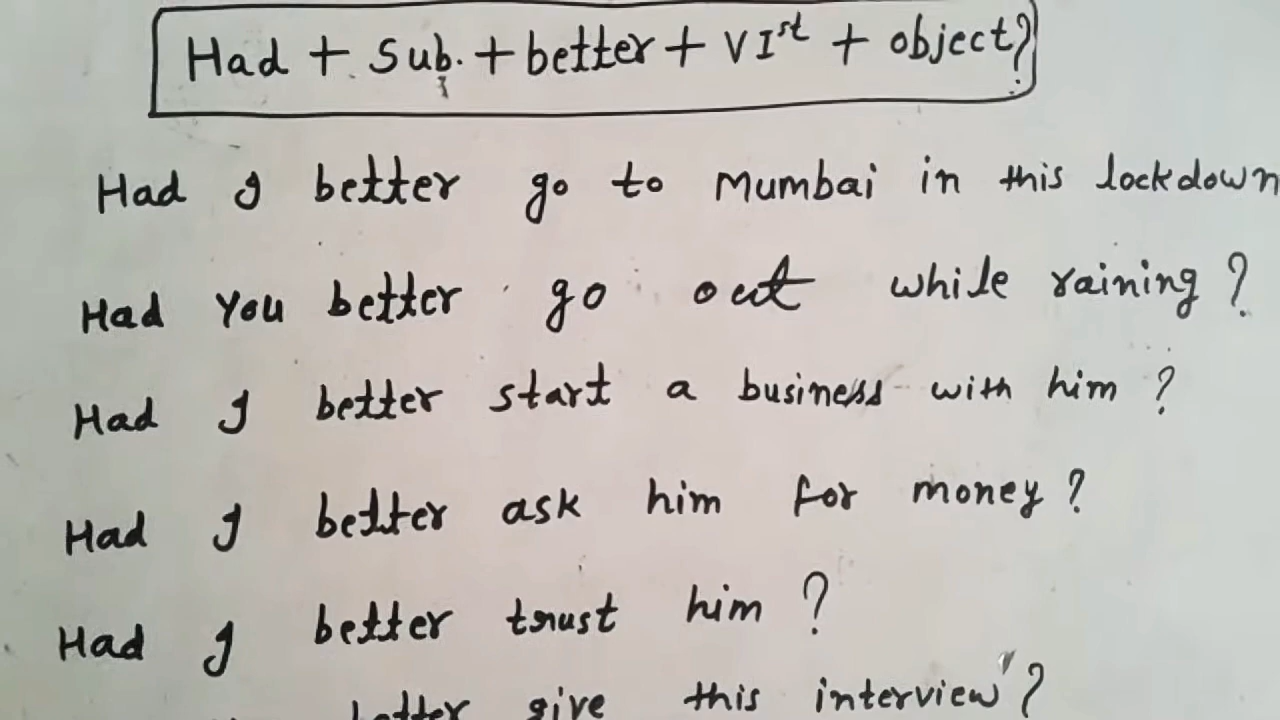 Had + Sub. + better + VIst + object?
Had I better go to Mumbai in this lockdown
Had You better go out while raining ?
Had I better start a business with him ?
Had I better ask him for money ?
Had I better trust him ?
better give this interview ?